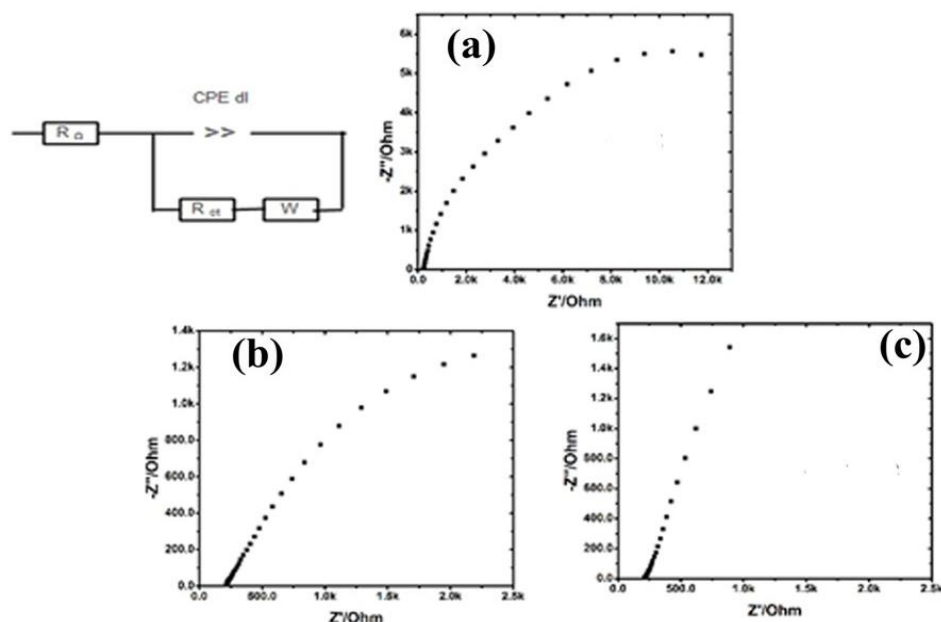 CPE dl
>>
R Ω
R ct
W
(a)
6k
5k
4k
3k
2k
1k
0
-Z''/Ohm
0.0 2.0k 4.0k 6.0k 8.0k 10.0k 12.0k
Z'/Ohm
(b)
1.4k
1.2k
1.0k
800.0
600.0
400.0
200.0
0.0
-Z''/Ohm
0.0 500.0 1.0k 1.5k 2.0k 2.5k
Z'/Ohm
(c)
1.6k
1.4k
1.2k
1.0k
800.0
600.0
400.0
200.0
0.0
-Z''/Ohm
0.0 500.0 1.0k 1.5k 2.0k 2.5k
Z'/Ohm